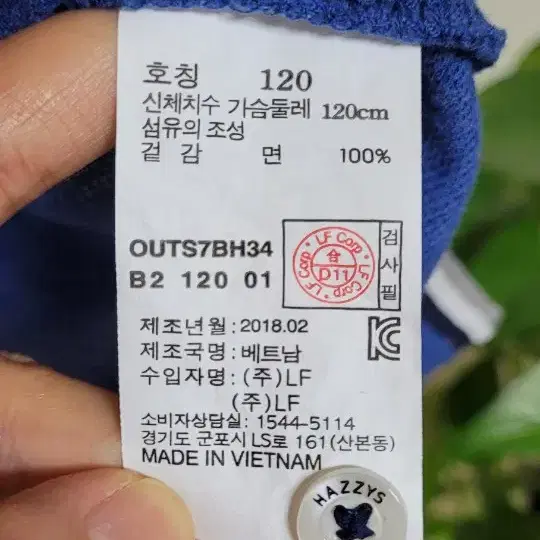 호칭 120
신체치수 가슴둘레 120cm
섬유의 조성
겉 감 면 100%
OUTS7BH34
B2 120 01
LF Corp
LF Corp
合
D11
검사필
제조년월 : 2018.02
제조국명 : 베트남
수입자명 : (주)LF
(주)LF
소비자상담실: 1544-5114
경기도 군포시 LS로 161(산본동)
MADE IN VIETNAM
HAZZYS